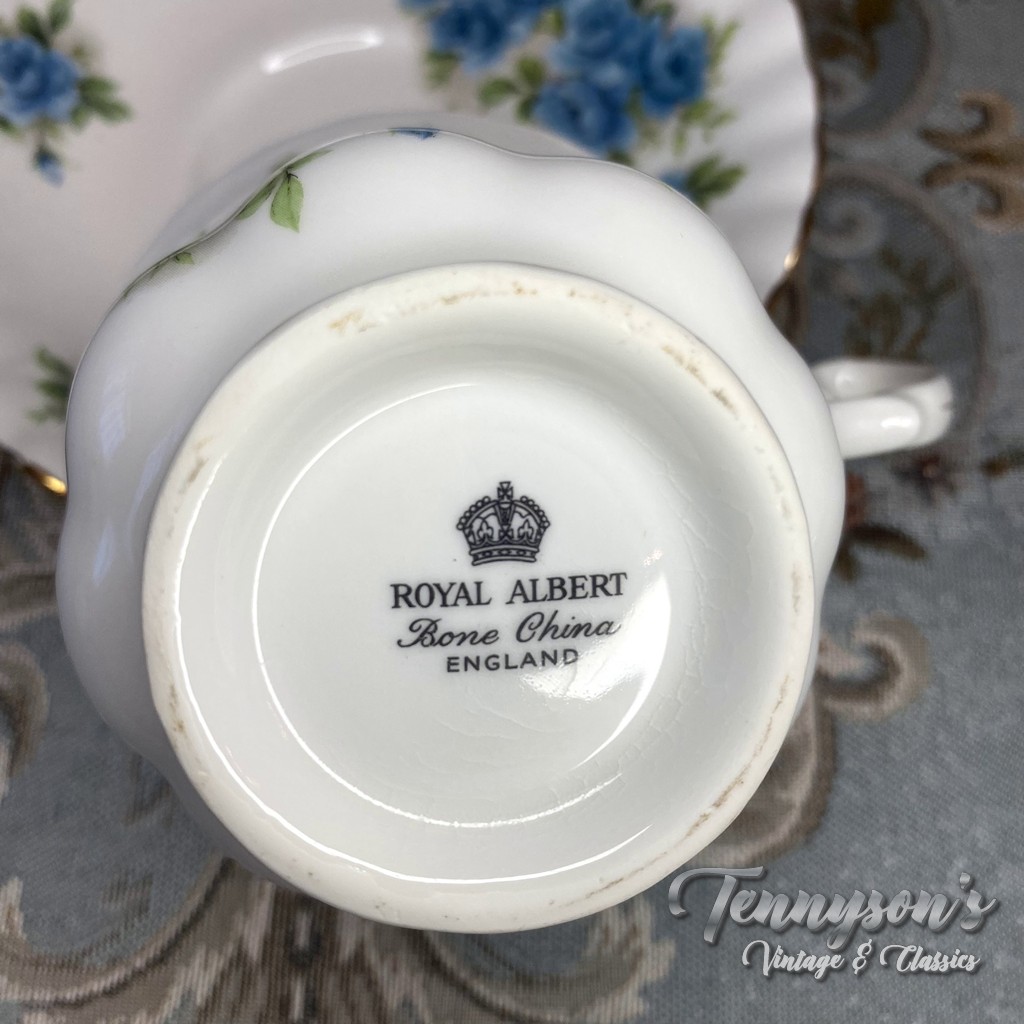 ROYAL ALBERT
Bone China
ENGLAND
Tennyson's
Vintage & Classics